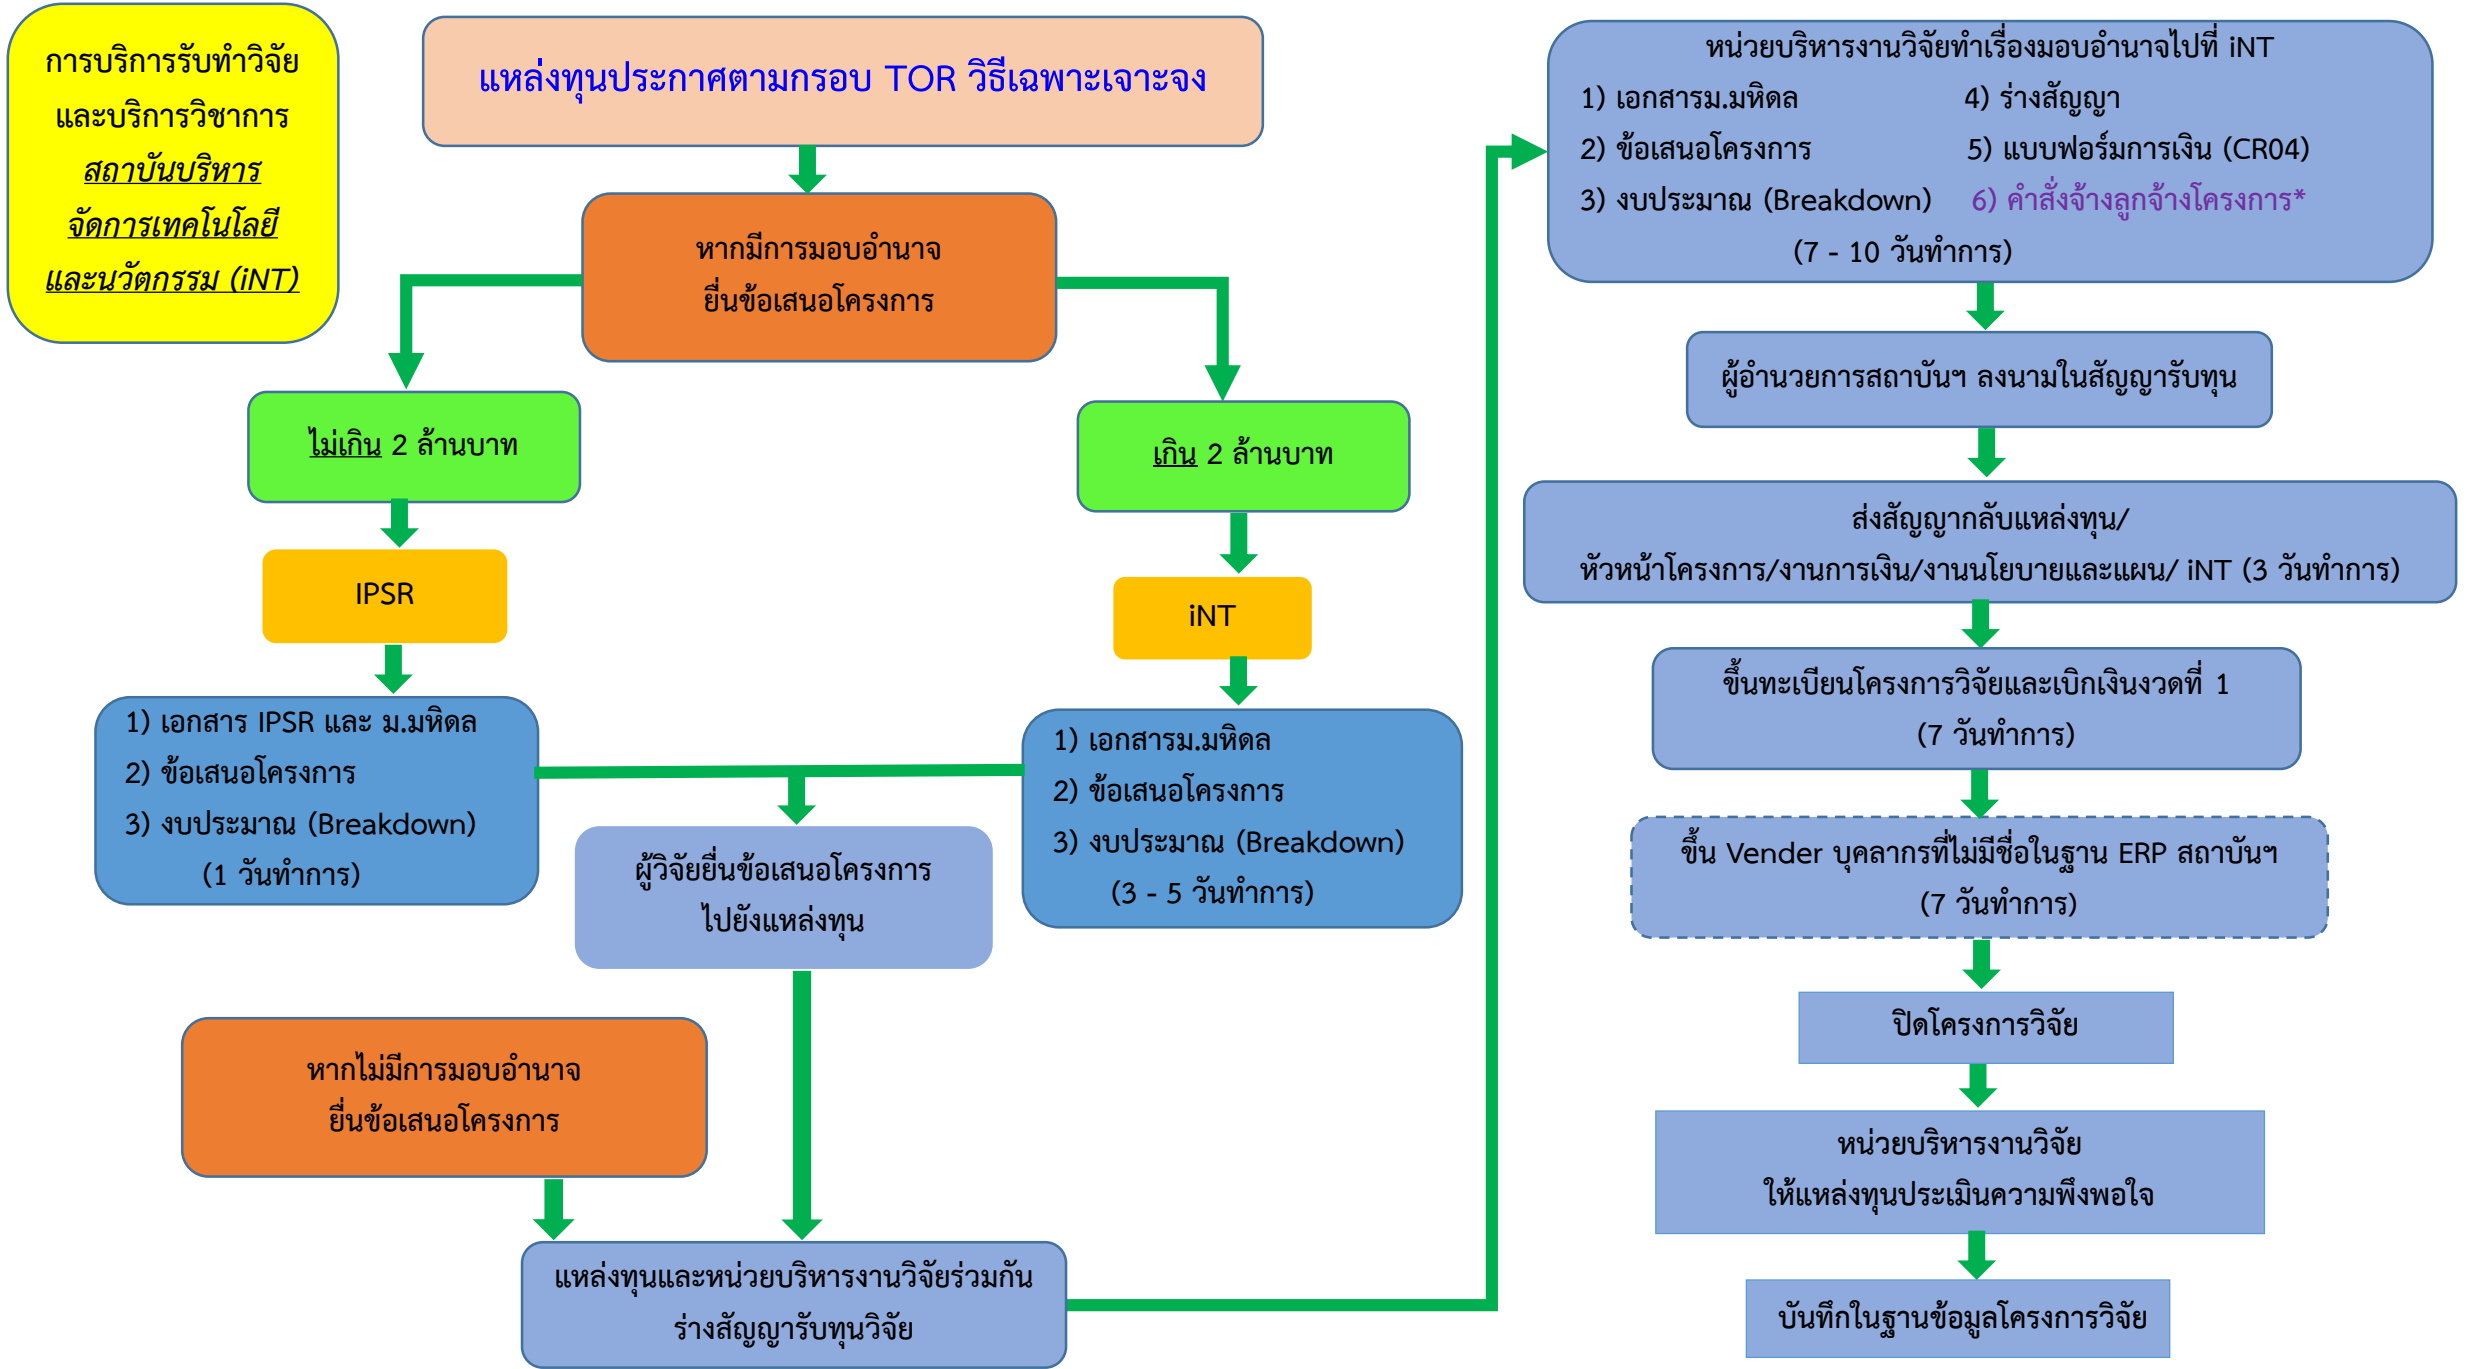 การบริการรับทำวิจัย
และบริการวิชาการ
สถาบันบริหาร
จัดการเทคโนโลยี
และนวัตกรรม (iNT)
แหล่งทุนประกาศตามกรอบ TOR วิธีเฉพาะเจาะจง
หากมีการมอบอำนาจ
ยื่นข้อเสนอโครงการ
ไม่เกิน 2 ล้านบาท
เกิน 2 ล้านบาท
IPSR
iNT
1) เอกสาร IPSR และ ม.มหิดล
2) ข้อเสนอโครงการ
3) งบประมาณ (Breakdown)
(1 วันทำการ)
1) เอกสารม.มหิดล
2) ข้อเสนอโครงการ
3) งบประมาณ (Breakdown)
(3 - 5 วันทำการ)
ผู้วิจัยยื่นข้อเสนอโครงการ
ไปยังแหล่งทุน
หากไม่มีการมอบอำนาจ
ยื่นข้อเสนอโครงการ
แหล่งทุนและหน่วยบริหารงานวิจัยร่วมกัน
ร่างสัญญารับทุนวิจัย
หน่วยบริหารงานวิจัยทำเรื่องมอบอำนาจไปที่ iNT
1) เอกสารม.มหิดล 4) ร่างสัญญา
2) ข้อเสนอโครงการ 5) แบบฟอร์มการเงิน (CR04)
3) งบประมาณ (Breakdown) 6) คำสั่งจ้างลูกจ้างโครงการ*
(7 - 10 วันทำการ)
ผู้อำนวยการสถาบันฯ ลงนามในสัญญารับทุน
ส่งสัญญากลับแหล่งทุน/
หัวหน้าโครงการ/งานการเงิน/งานนโยบายและแผน/ iNT (3 วันทำการ)
ขึ้นทะเบียนโครงการวิจัยและเบิกเงินงวดที่ 1
(7 วันทำการ)
ขึ้น Vender บุคลากรที่ไม่มีชื่อในฐาน ERP สถาบันฯ
(7 วันทำการ)
ปิดโครงการวิจัย
หน่วยบริหารงานวิจัย
ให้แหล่งทุนประเมินความพึงพอใจ
บันทึกในฐานข้อมูลโครงการวิจัย